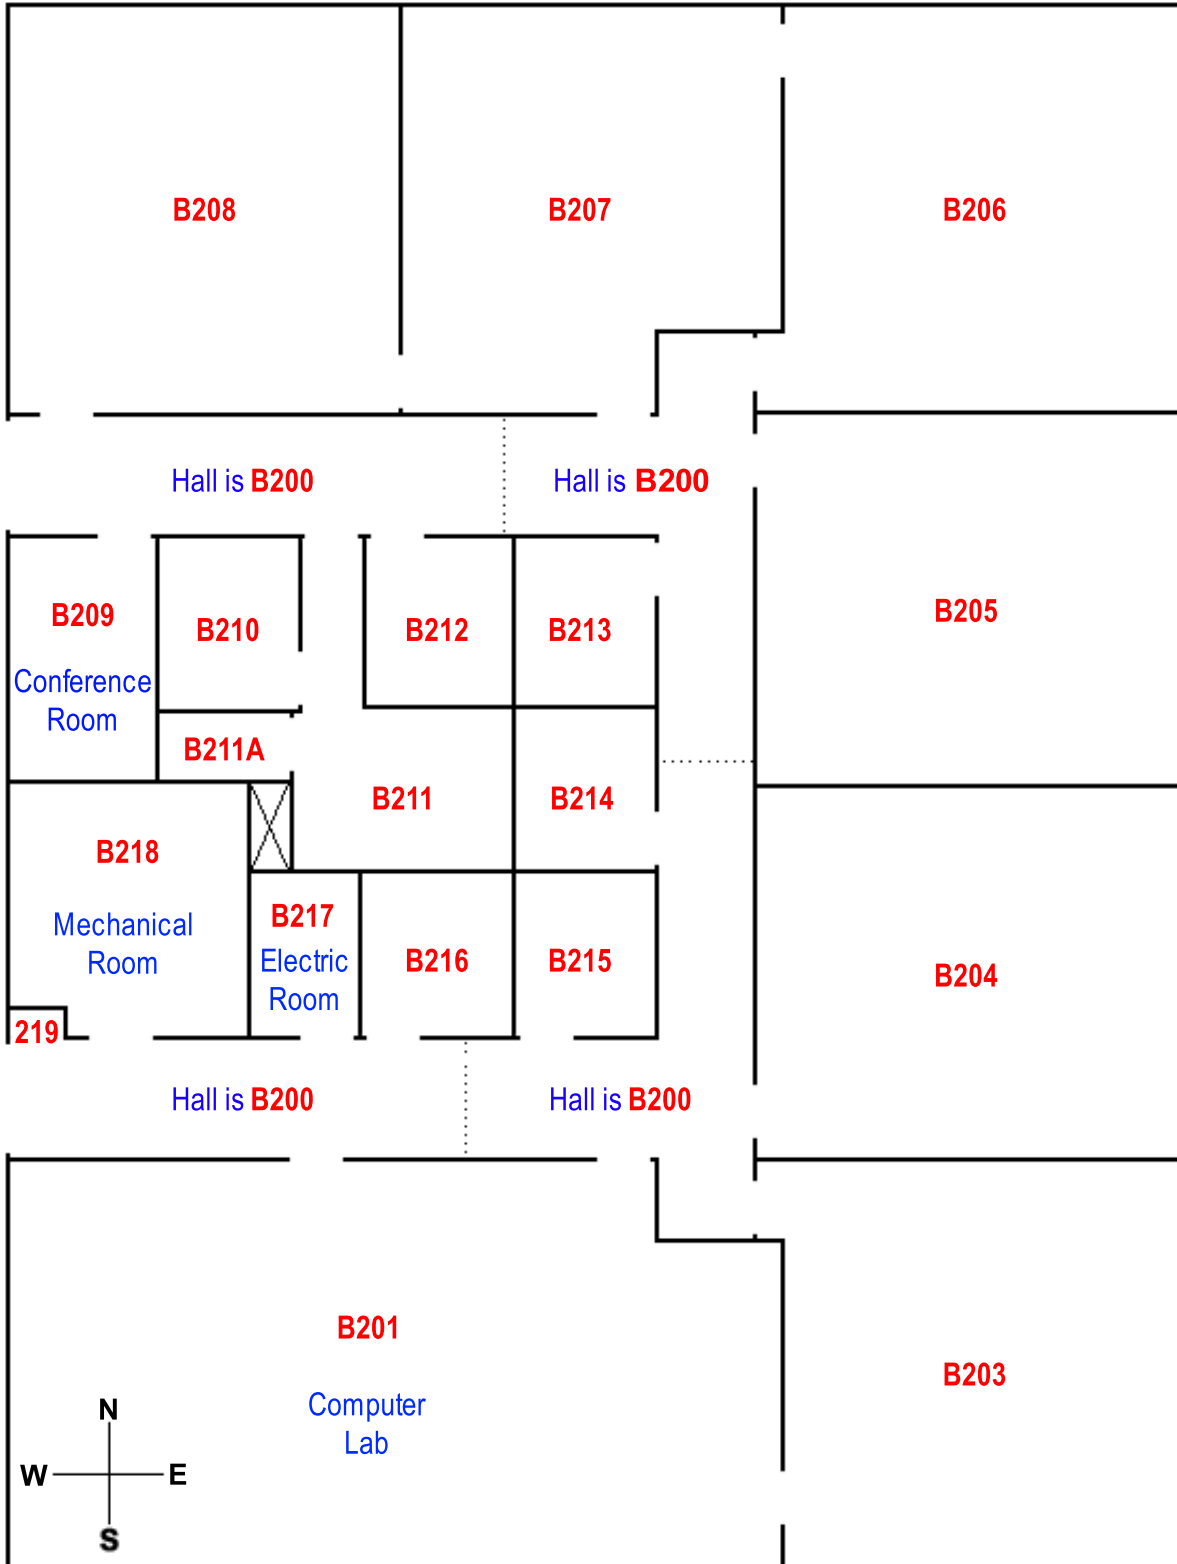 B208
B207
B206
Hall is B200
Hall is B200
B209
Conference
Room
B210
B212
B213
B205
B211A
B211
B214
B218
Mechanical
Room
B217
Electric
Room
B216
B215
B204
219
Hall is B200
Hall is B200
B201
Computer
Lab
B203
N
W E
S